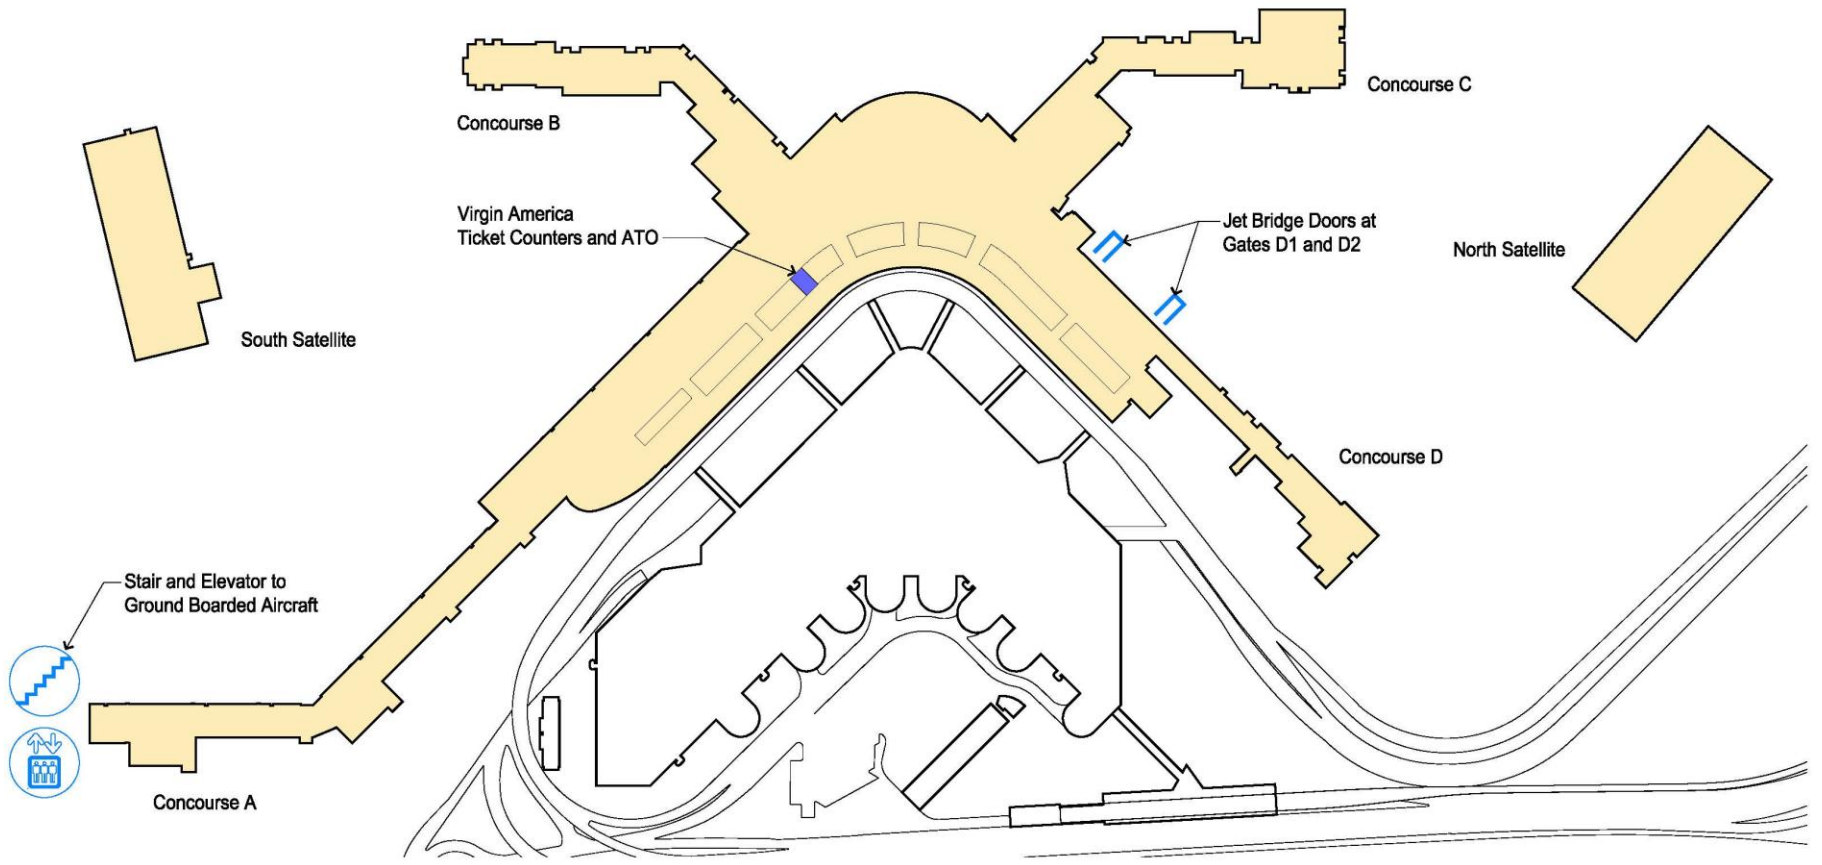 Concourse C
Concourse B
Virgin America
Ticket Counters and ATO
Jet Bridge Doors at
Gates D1 and D2
North Satellite
South Satellite
Concourse D
Stair and Elevator to
Ground Boarded Aircraft
Concourse A